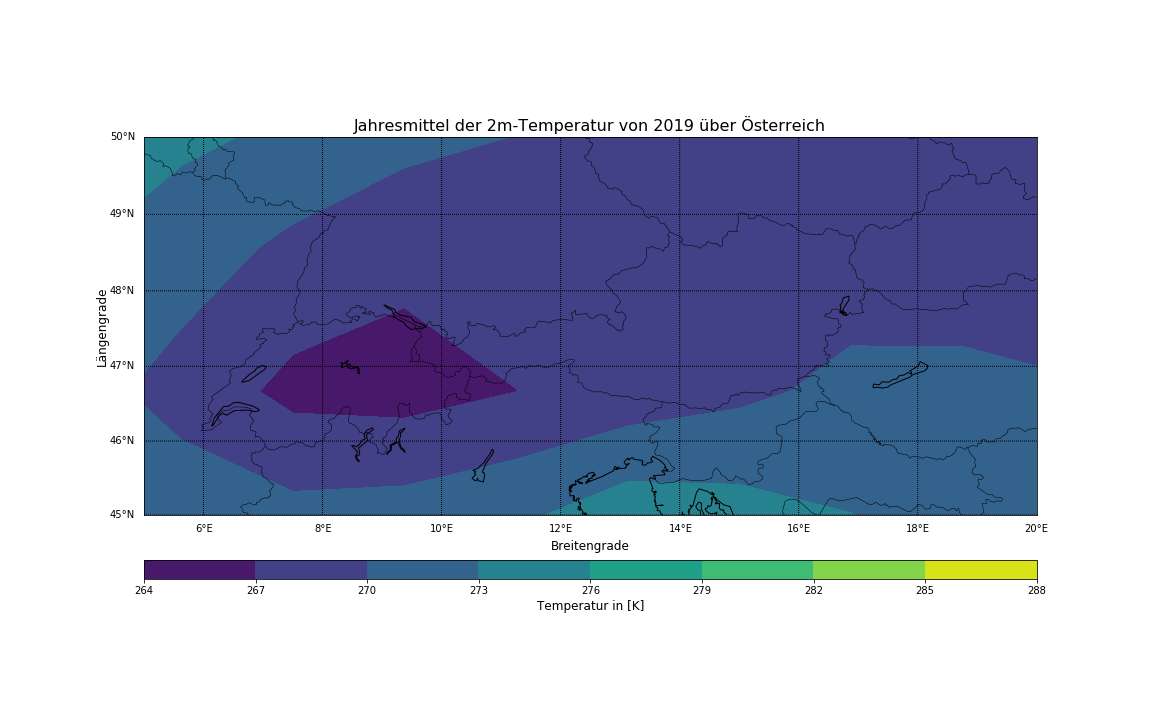 Jahresmittel der 2m-Temperatur von 2019 über Österreich
50°N
49°N
48°N
47°N
46°N
45°N
Längengrade
6°E 8°E 10°E 12°E 14°E 16°E 18°E 20°E
Breitengrade
264 267 270 273 276 279 282 285 288
Temperatur in [K]